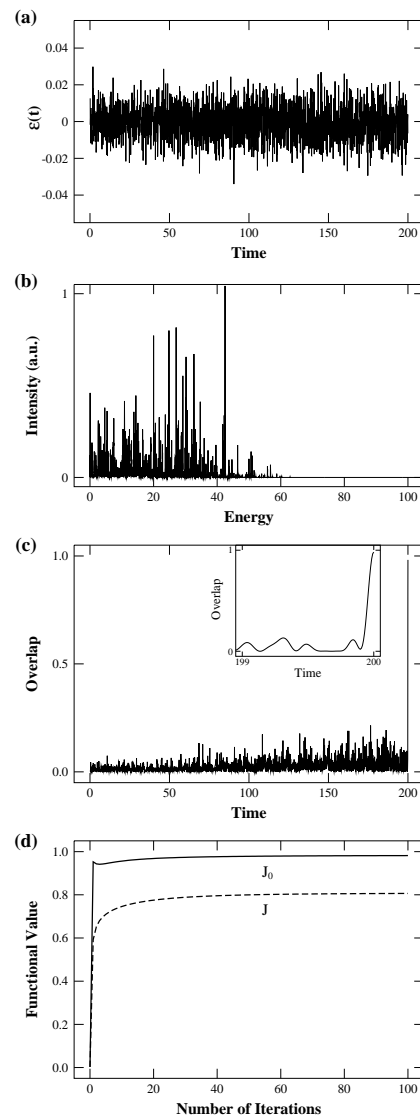 (a)
0.04
0.02
0
-0.02
-0.04
ε(t)
0 50 100 150 200
Time
(b)
1
0
Intensity (a.u.)
0 20 40 60 80 100
Energy
(c)
1.0
0.5
0.0
Overlap
1
0
Overlap
199 200
Time
0 50 100 150 200
Time
(d)
1.0
0.8
0.6
0.4
0.2
0.0
Functional Value
J0
J
0 20 40 60 80 100
Number of Iterations